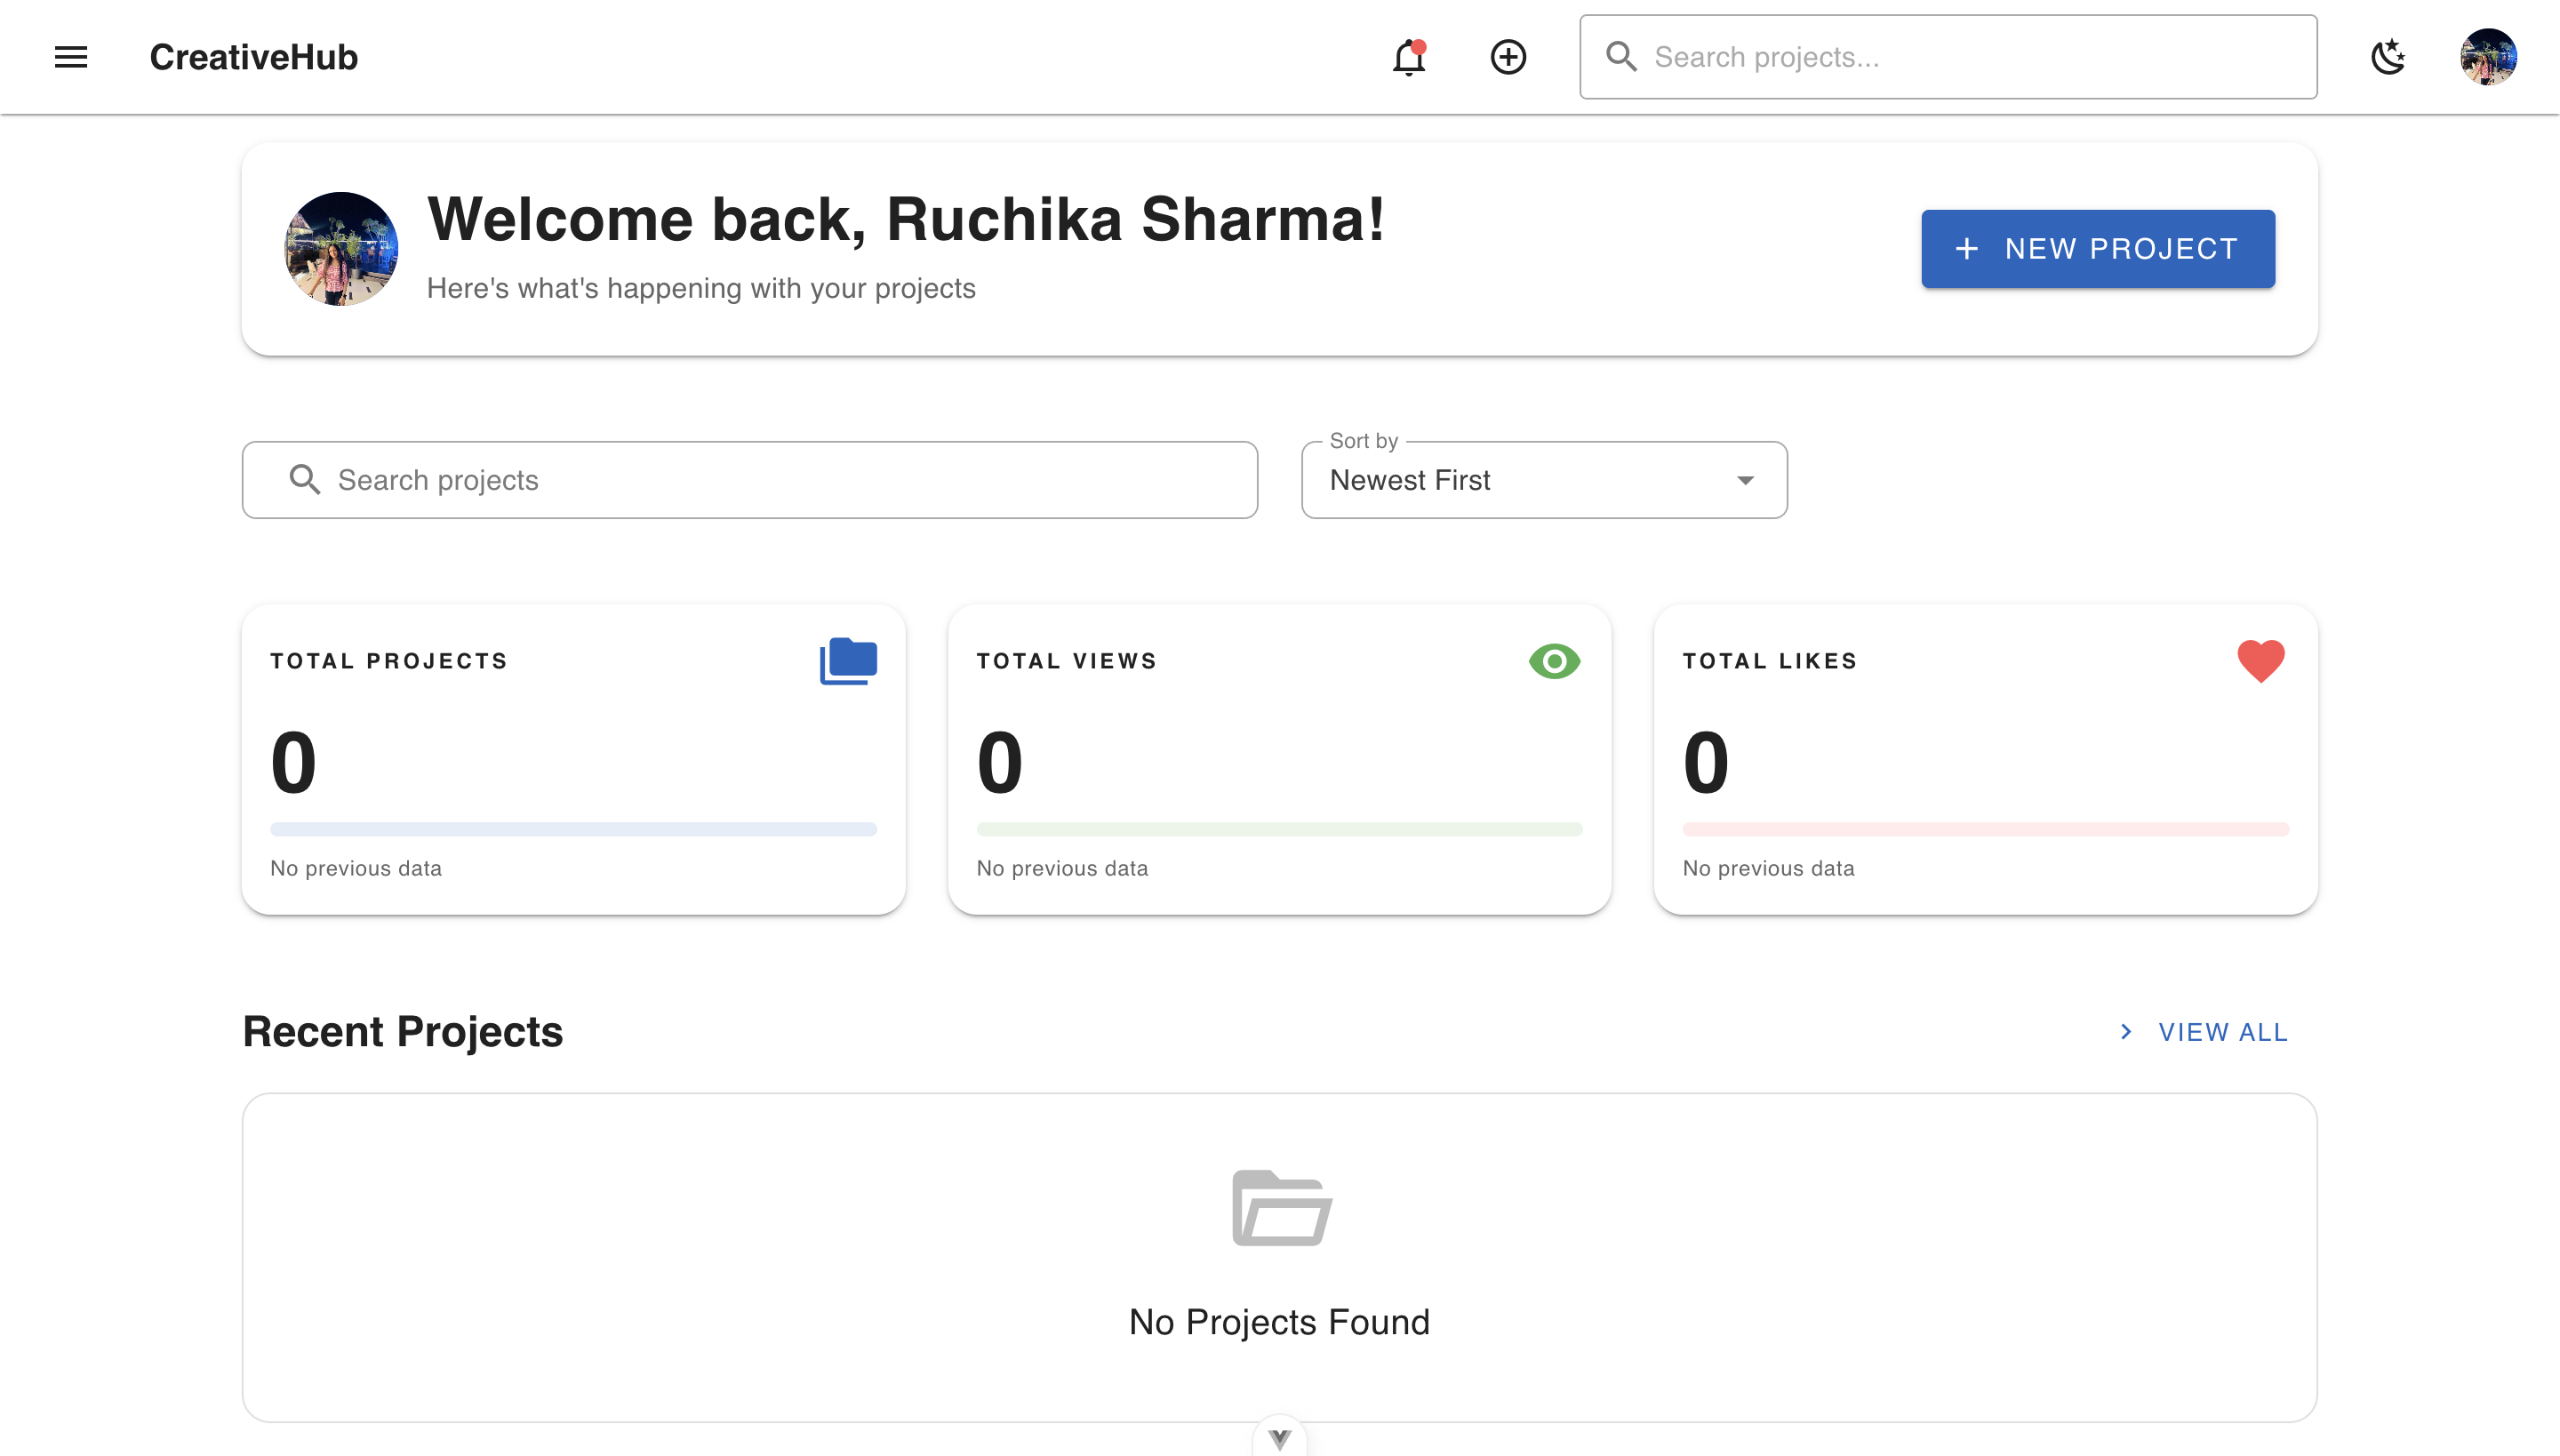 CreativeHub
Search projects...
Welcome back, Ruchika Sharma!
Here's what's happening with your projects
NEW PROJECT
Search projects
Sort by
Newest First
TOTAL PROJECTS
0
No previous data
TOTAL VIEWS
0
No previous data
TOTAL LIKES
0
No previous data
Recent Projects
VIEW ALL
No Projects Found